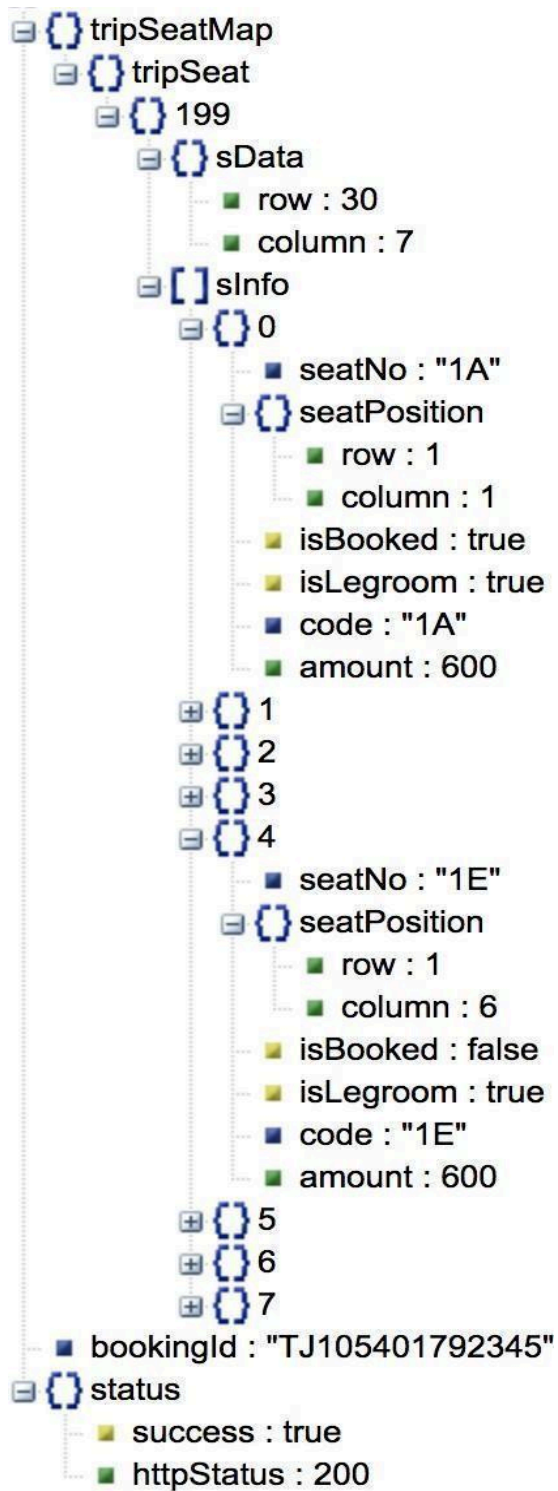 tripSeatMap
tripSeat
199
sData
row : 30
column : 7
sInfo
0
seatNo : "1A"
seatPosition
row : 1
column : 1
isBooked : true
isLegroom : true
code : "1A"
amount : 600
1
2
3
4
seatNo : "1E"
seatPosition
row : 1
column : 6
isBooked : false
isLegroom : true
code : "1E"
amount : 600
5
6
7
bookingId : "TJ105401792345"
status
success : true
httpStatus : 200